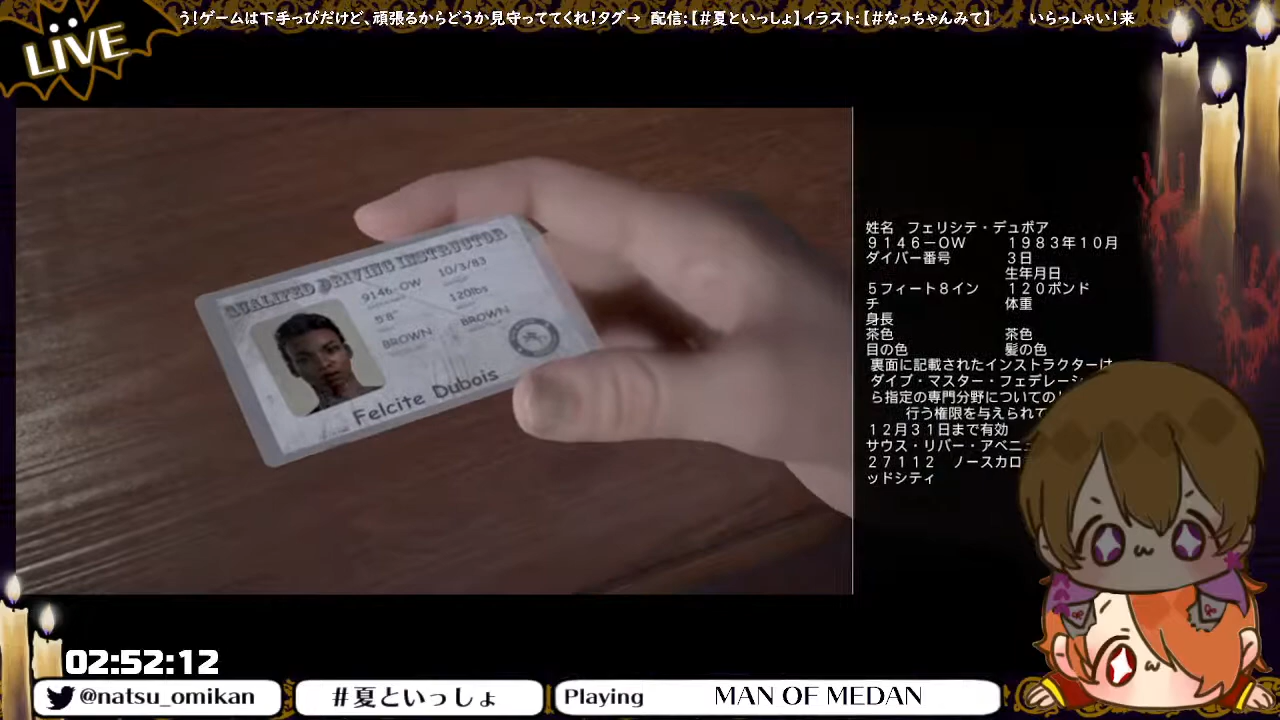 う!ゲームは下手っぴだけど、頑張るからどうか見守っててくれ!タグ→ 配信:【#夏といっしょ】イラスト:【#なっちゃんみて】 いらっしゃい!来
LIVE
QUALIFED DRIVING INSTRUCTOR
9146-OW 10/3/83
5'8" 120lbs
BROWN BROWN
Felcite Dubois
姓名 フェリシテ・デュボア
9146-OW 1983年10月
ダイバー番号 3日
生年月日
5フィート8イン 120ポンド
チ 体重
身長
茶色 茶色
目の色 髪の色
裏面に記載されたインストラクターは
ダイブ・マスター・フェデレーシ
ら指定の専門分野についての
行う権限を与えられて
12月31日まで有効
サウス・リバー・アベニュ
27112 ノースカロ
ッドシティ
02:52:12
@natsu_omikan
#夏といっしょ
Playing MAN OF MEDAN